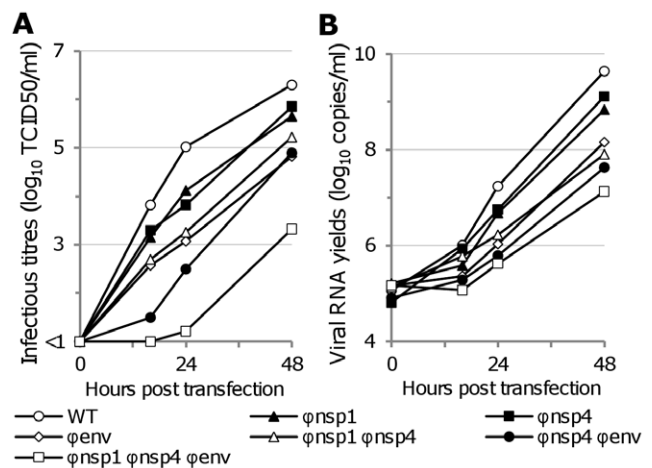 A
B
Infectious titres (log10 TCID50/ml)
7
5
3
<1
0
24
48
Hours post transfection
Viral RNA yields (log10 copies/ml)
10
8
6
4
0
24
48
Hours post transfection
WT
φnsp1
φnsp4
φenv
φnsp1 φnsp4
φnsp4 φenv
φnsp1 φnsp4 φenv